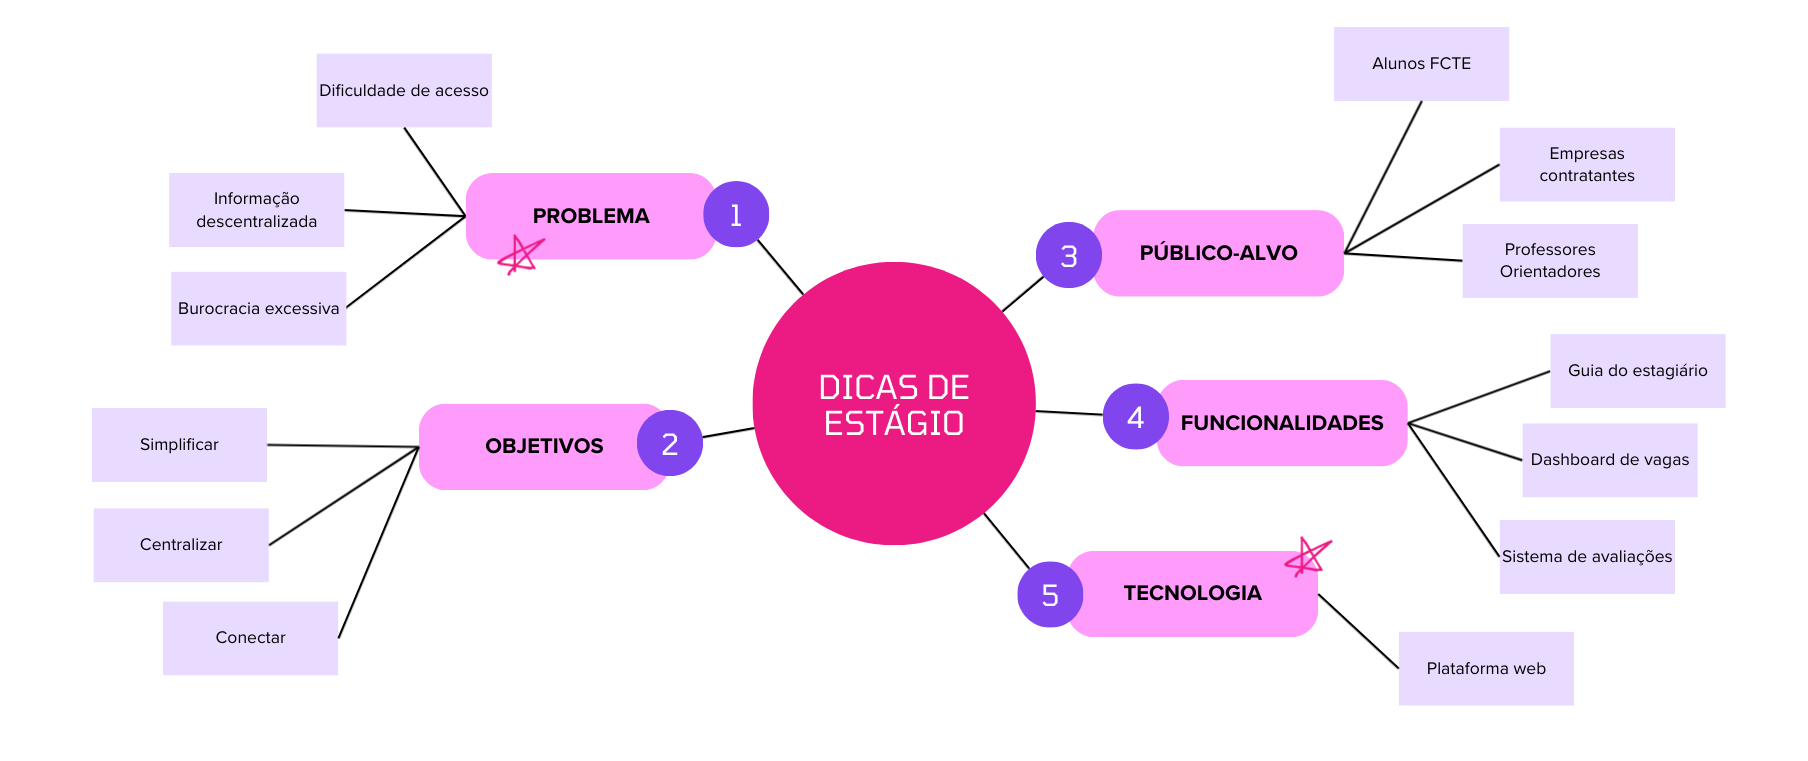 DICAS DE
ESTÁGIO
1
PROBLEMA
Dificuldade de acesso
Informação
descentralizada
Burocracia excessiva
2
OBJETIVOS
Simplificar
Centralizar
Conectar
3
PÚBLICO-ALVO
Alunos FCTE
Empresas
contratantes
Professores
Orientadores
4
FUNCIONALIDADES
Guia do estagiário
Dashboard de vagas
Sistema de avaliações
5
TECNOLOGIA
Plataforma web